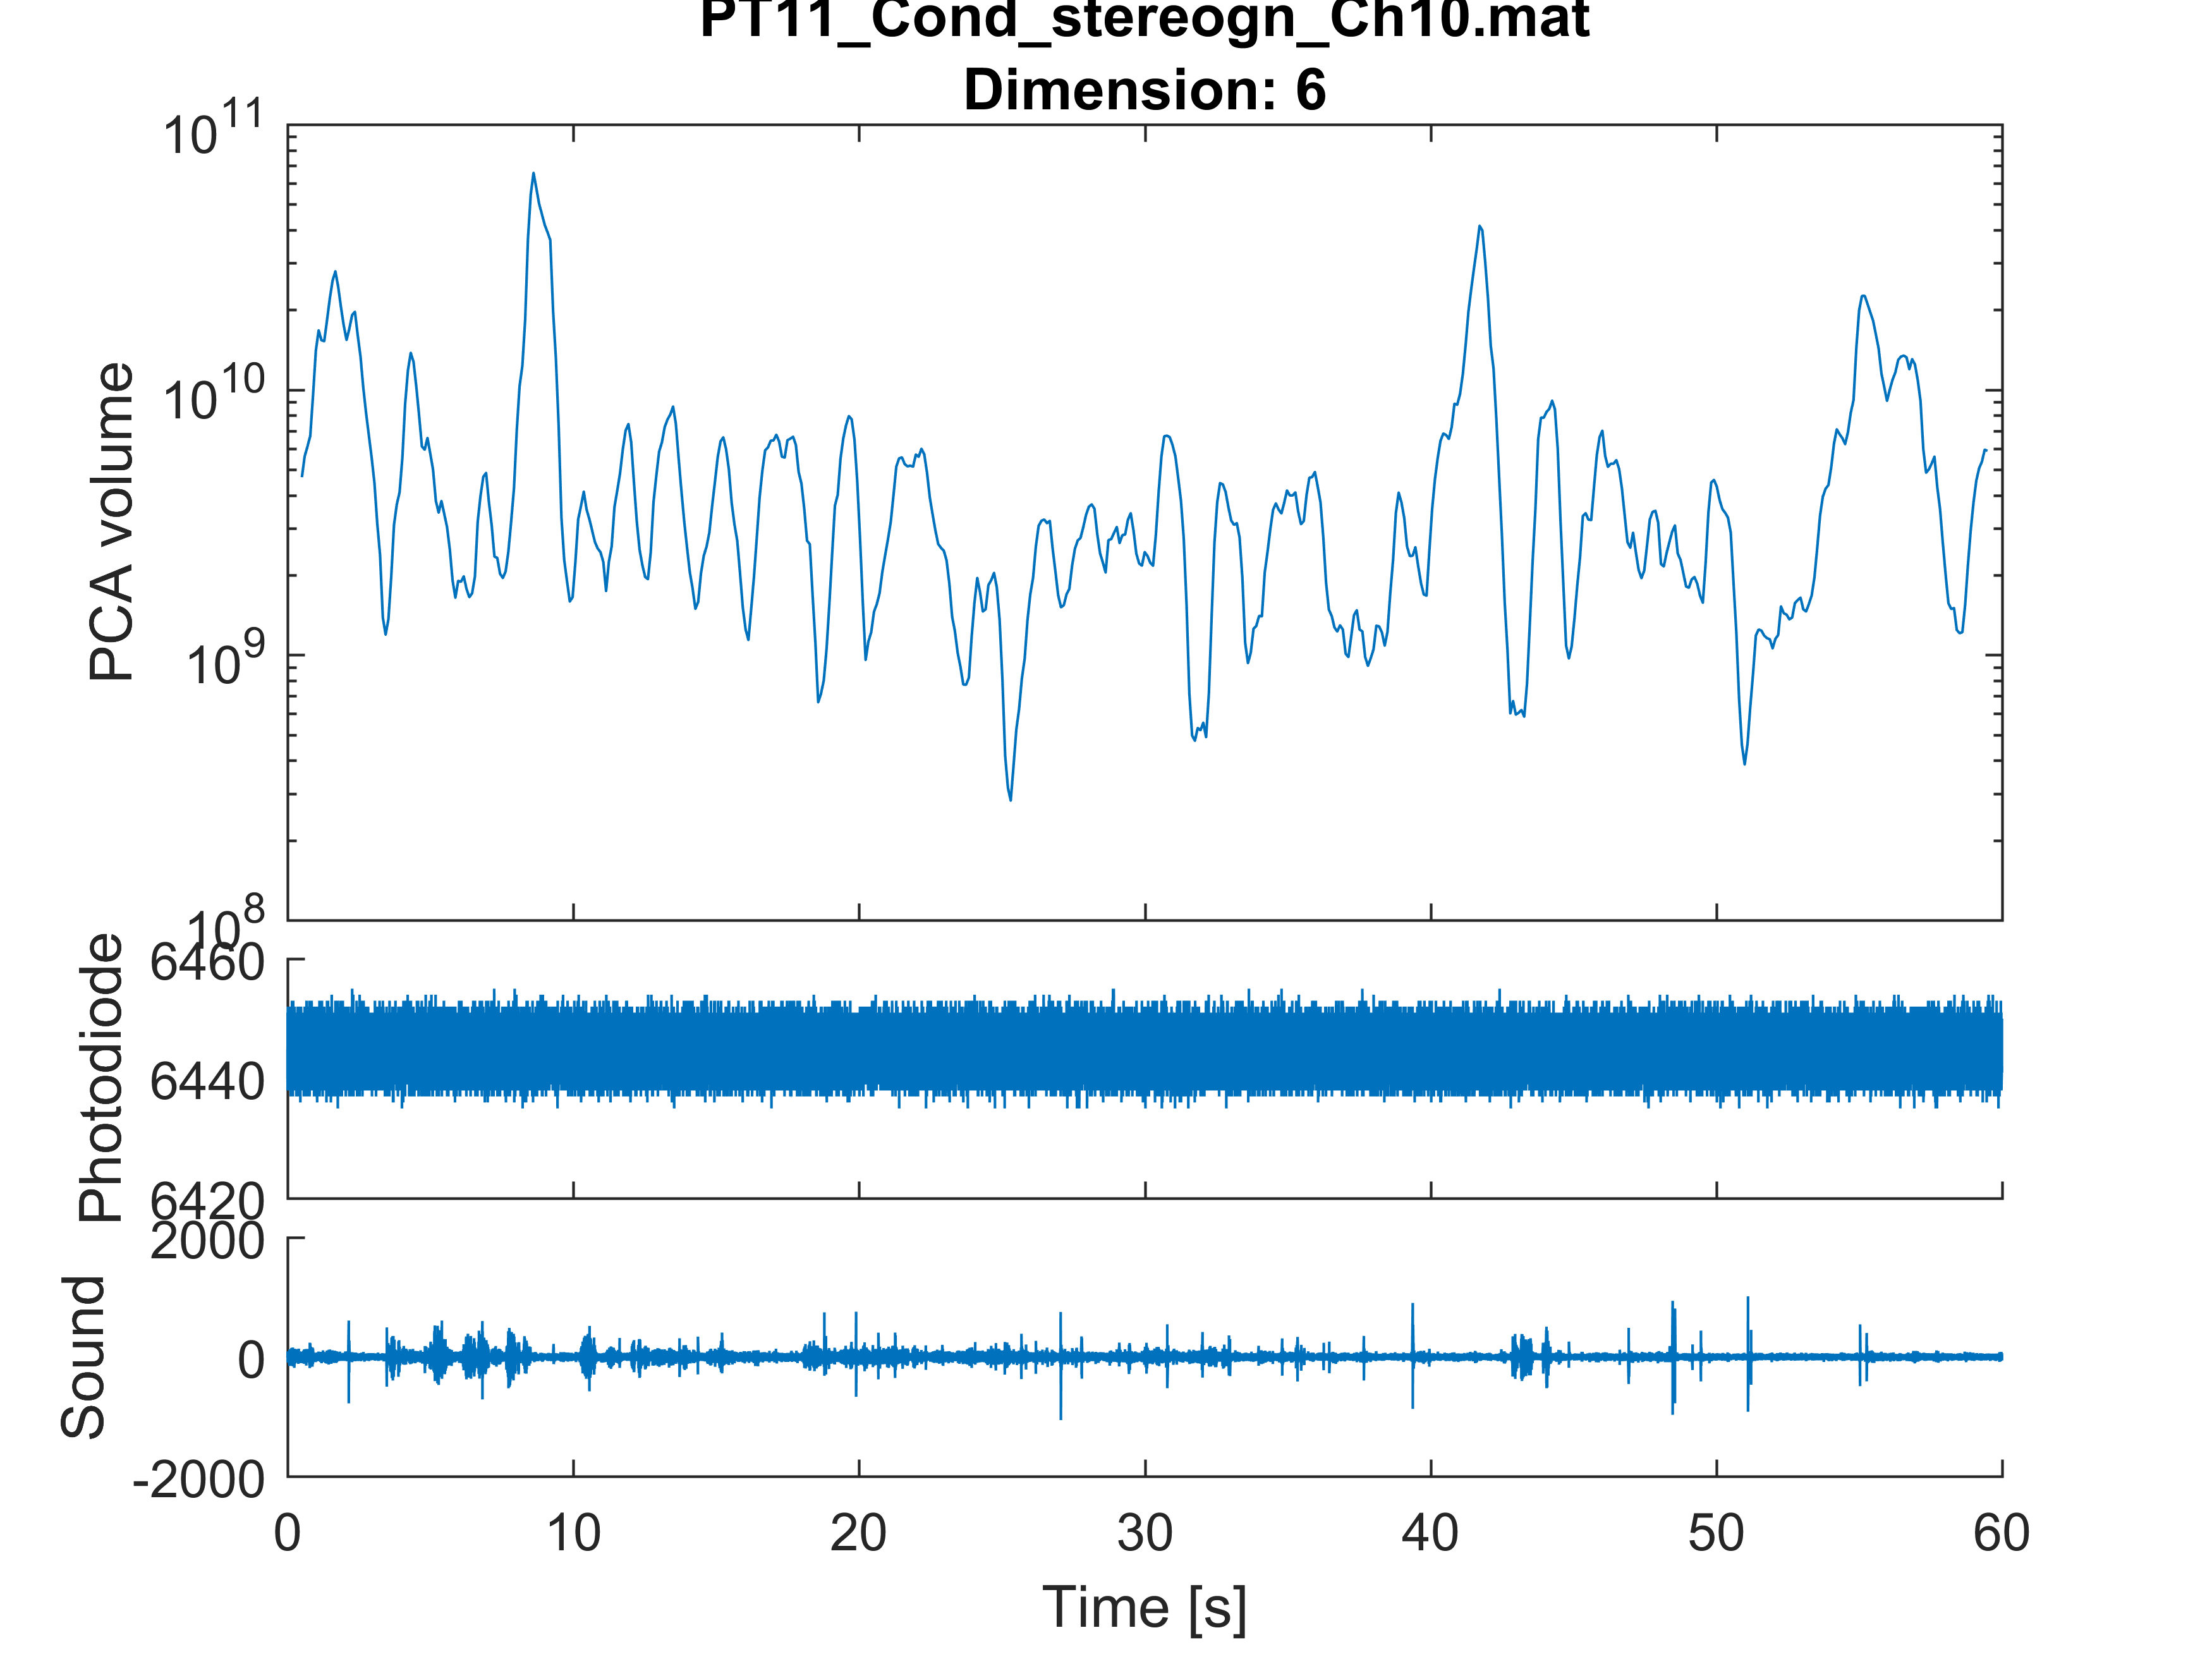 PT11_Cond_stereogn_Ch10.mat
Dimension: 6
PCA volume
10^11
10^10
10^9
10^8
Photodiode
6460
6440
6420
Sound
2000
0
-2000
0 10 20 30 40 50 60
Time [s]